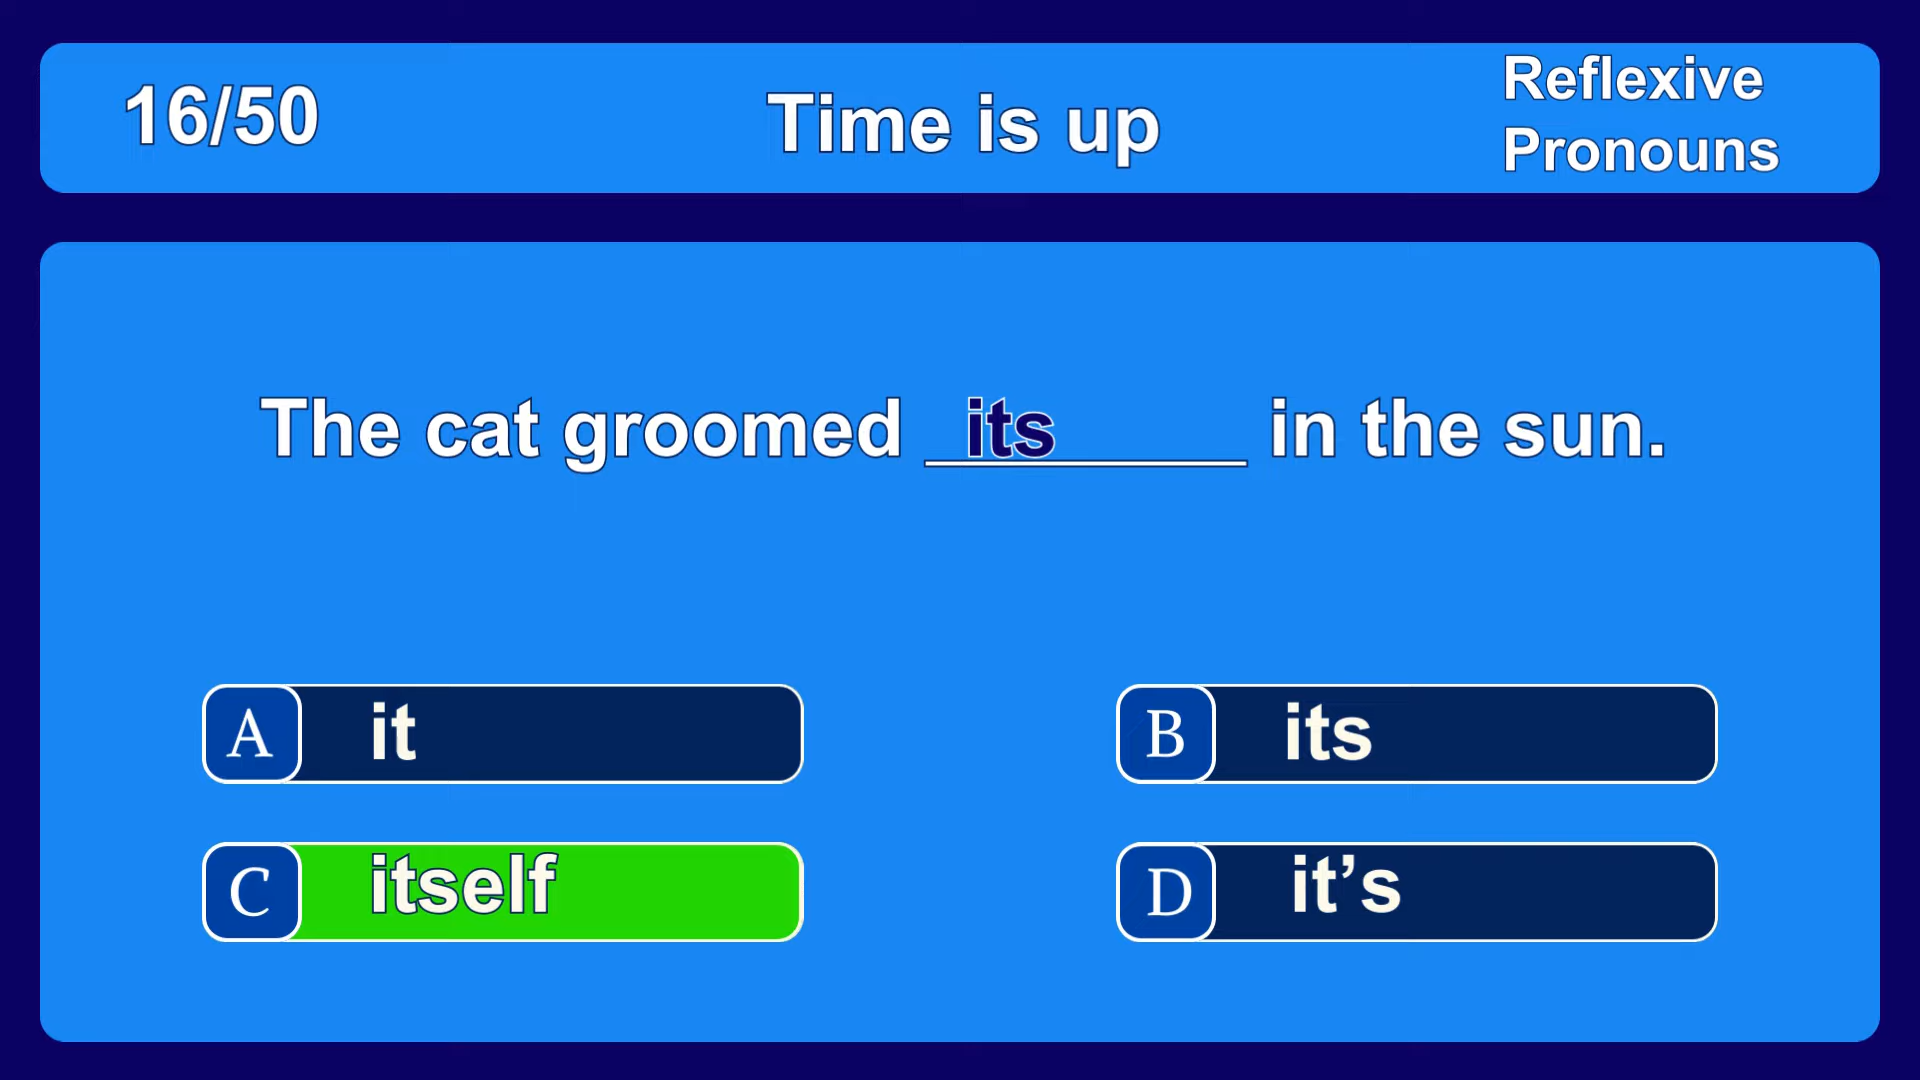 16/50
Time is up
Reflexive
Pronouns
The cat groomed its in the sun.
A it
B its
C itself
D it’s